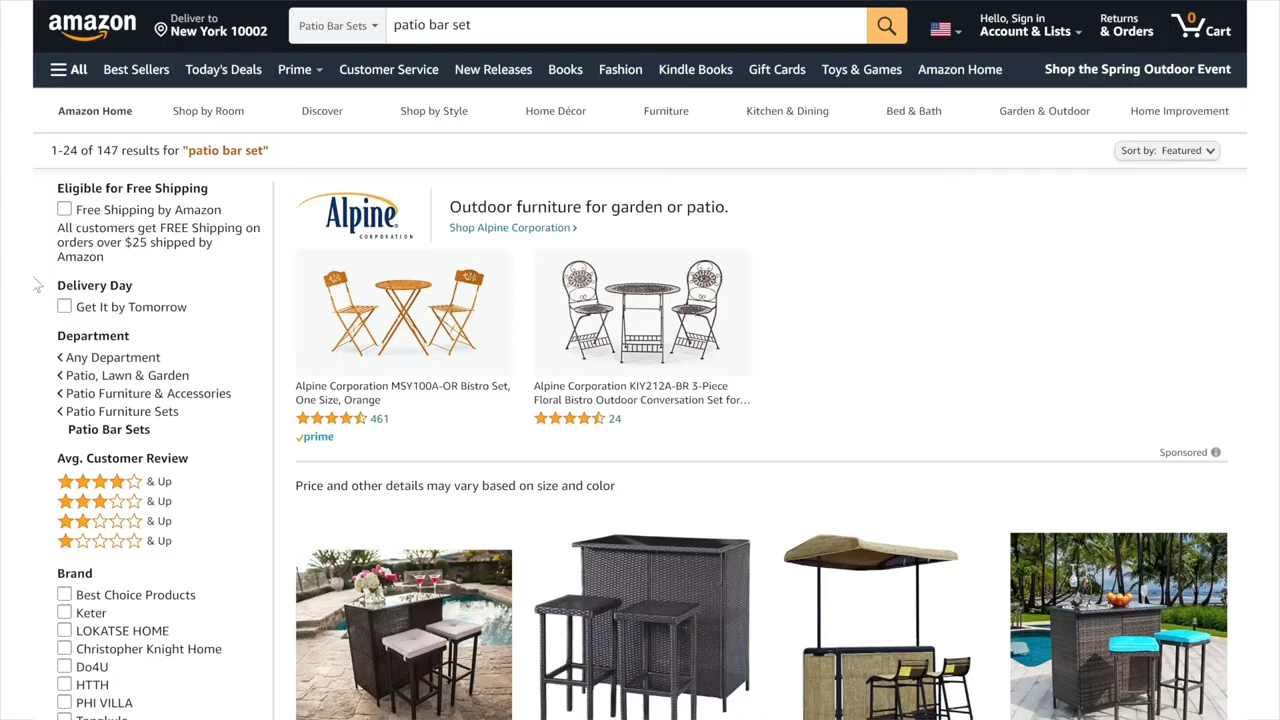 amazon
Deliver to
New York 10002
Patio Bar Sets
patio bar set
Hello, Sign in
Account & Lists
Returns
& Orders
0
Cart
All
Best Sellers
Today's Deals
Prime
Customer Service
New Releases
Books
Fashion
Kindle Books
Gift Cards
Toys & Games
Amazon Home
Shop the Spring Outdoor Event
Amazon Home
Shop by Room
Discover
Shop by Style
Home Décor
Furniture
Kitchen & Dining
Bed & Bath
Garden & Outdoor
Home Improvement
1-24 of 147 results for "patio bar set"
Sort by: Featured
Eligible for Free Shipping
Free Shipping by Amazon
All customers get FREE Shipping on
orders over $25 shipped by
Amazon
Delivery Day
Get It by Tomorrow
Department
Any Department
Patio, Lawn & Garden
Patio Furniture & Accessories
Patio Furniture Sets
Patio Bar Sets
Avg. Customer Review
& Up
& Up
& Up
& Up
Brand
Best Choice Products
Keter
LOKATSE HOME
Christopher Knight Home
Do4U
HTTH
PHI VILLA
Alpine
CORPORATION
Outdoor furniture for garden or patio.
Shop Alpine Corporation ›
Alpine Corporation MSY100A-OR Bistro Set,
One Size, Orange
461
prime
Alpine Corporation KIY212A-BR 3-Piece
Floral Bistro Outdoor Conversation Set for…
24
Sponsored
Price and other details may vary based on size and color